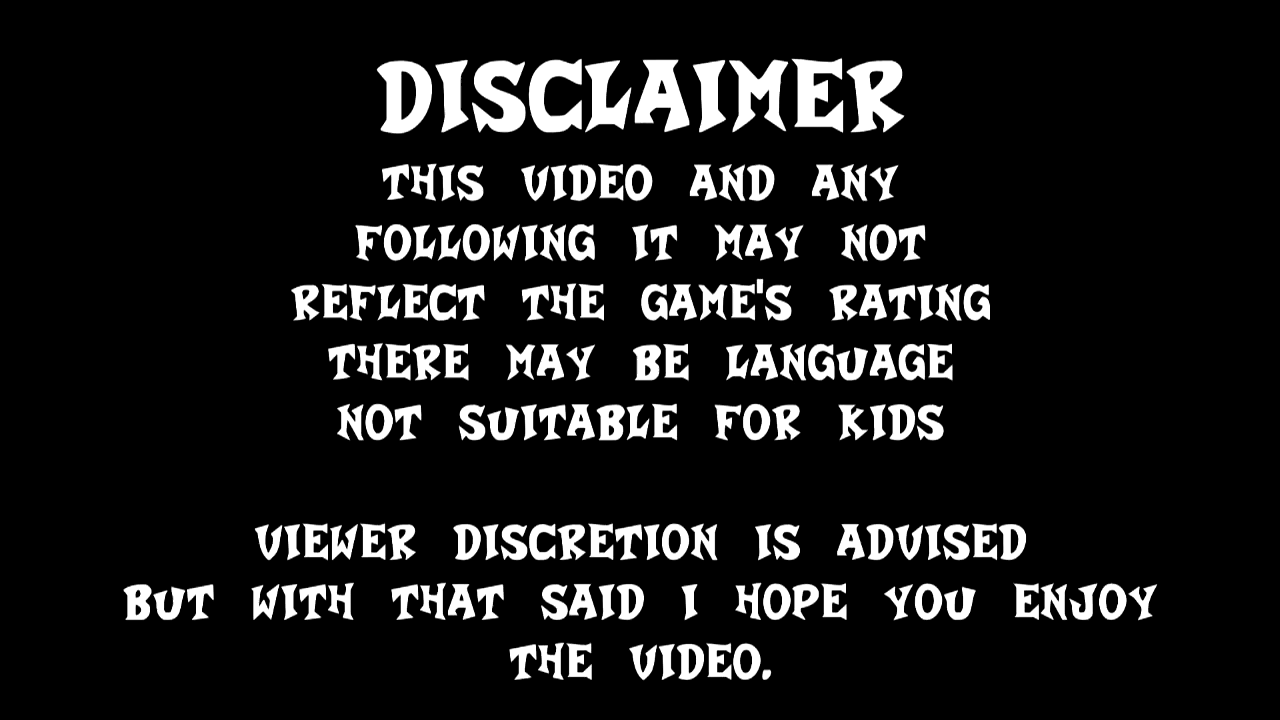 DISCLAIMER
THIS VIDEO AND ANY
FOLLOWING IT MAY NOT
REFLECT THE GAME'S RATING
THERE MAY BE LANGUAGE
NOT SUITABLE FOR KIDS
VIEWER DISCRETION IS ADVISED
BUT WITH THAT SAID I HOPE YOU ENJOY
THE VIDEO.